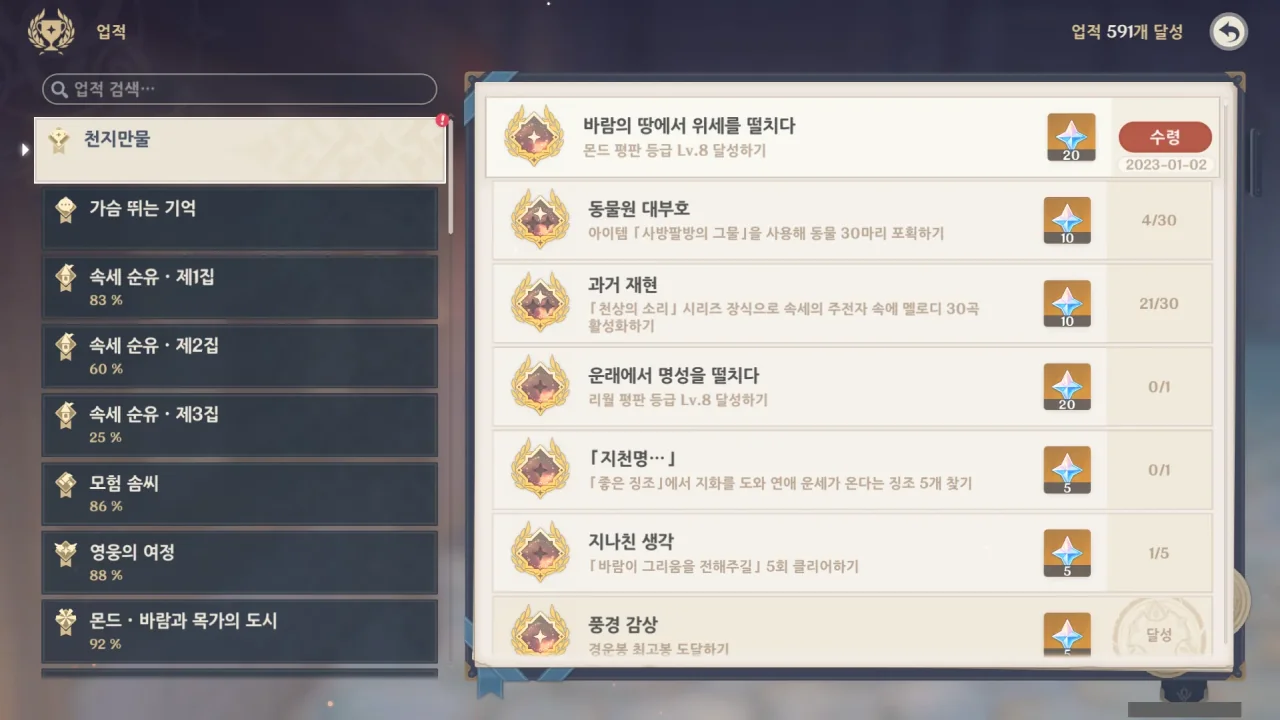 업적
업적 591개 달성
업적 검색…
천지만물
가슴 뛰는 기억
속세 순유 · 제1집
83 %
속세 순유 · 제2집
60 %
속세 순유 · 제3집
25 %
모험 솜씨
86 %
영웅의 여정
88 %
몬드 · 바람과 목가의 도시
92 %
바람의 땅에서 위세를 떨치다
몬드 평판 등급 Lv.8 달성하기
20
수령
2023-01-02
동물원 대부호
아이템 「사방팔방의 그물」을 사용해 동물 30마리 포획하기
10
4/30
과거 재현
「천상의 소리」 시리즈 장식으로 속세의 주전자 속에 멜로디 30곡
활성화하기
10
21/30
운래에서 명성을 떨치다
리월 평판 등급 Lv.8 달성하기
20
0/1
「지천명…」
「좋은 징조」에서 지화를 도와 연애 운세가 온다는 징조 5개 찾기
5
0/1
지나친 생각
「바람이 그리움을 전해주길」 5회 클리어하기
5
1/5
풍경 감상
경운봉 최고봉 도달하기
5
달성